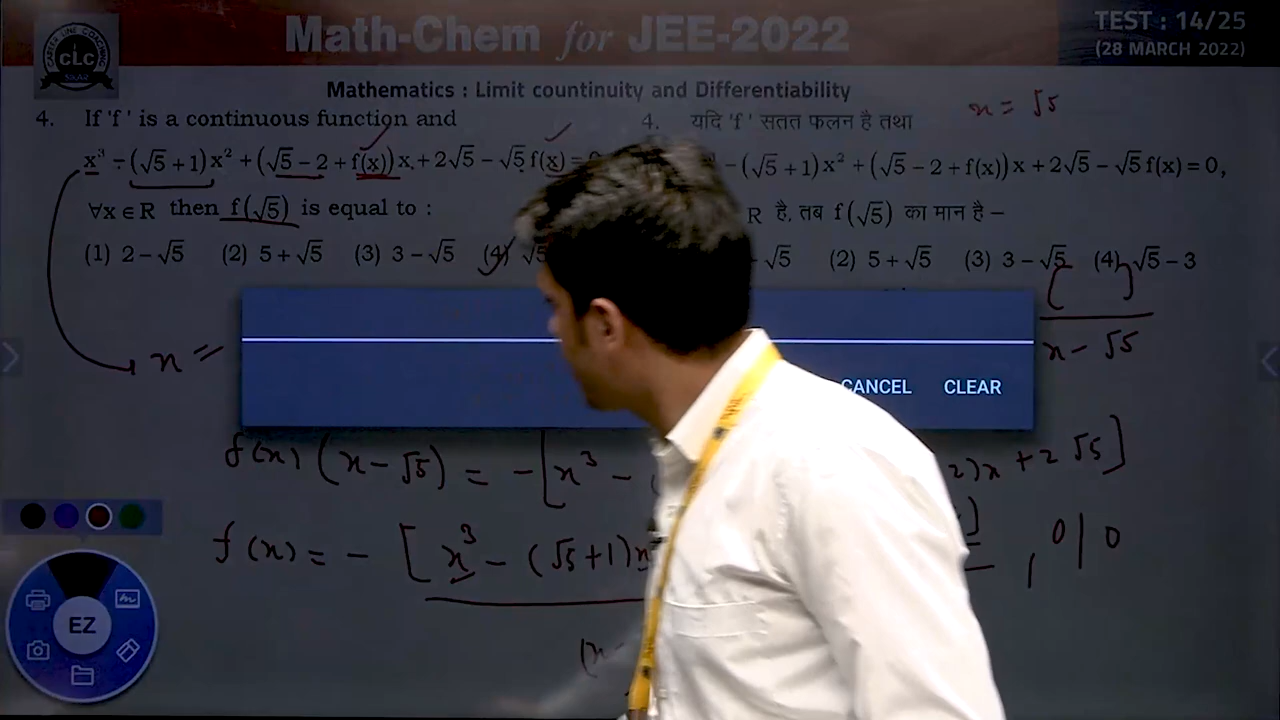 Math-Chem for JEE-2022
TEST : 14/25
(28 MARCH 2022)
CLC
SIKAR
Mathematics : Limit countinuity and Differentiability
4. If 'f' is a continuous function and
x³ − (√5 + 1)x² + (√5 − 2 + f(x))x + 2√5 − √5 f(x) =
∀x ∈ R then f(√5) is equal to :
(1) 2 − √5 (2) 5 + √5 (3) 3 − √5 (4)
4. यदि 'f' सतत फलन है तथा
− (√5 + 1)x² + (√5 − 2 + f(x))x + 2√5 − √5 f(x) = 0,
R है, तब f(√5) का मान है −
√5 (2) 5 + √5 (3) 3 − √5 (4) √5 − 3
x = √5
x =
x − √5
CANCEL CLEAR
f(x) (x − √5) = − [x³ − 2)x + 2√5]
f(x) = − [x³ − (√5 + 1)x ] , 0/0
(x −
EZ